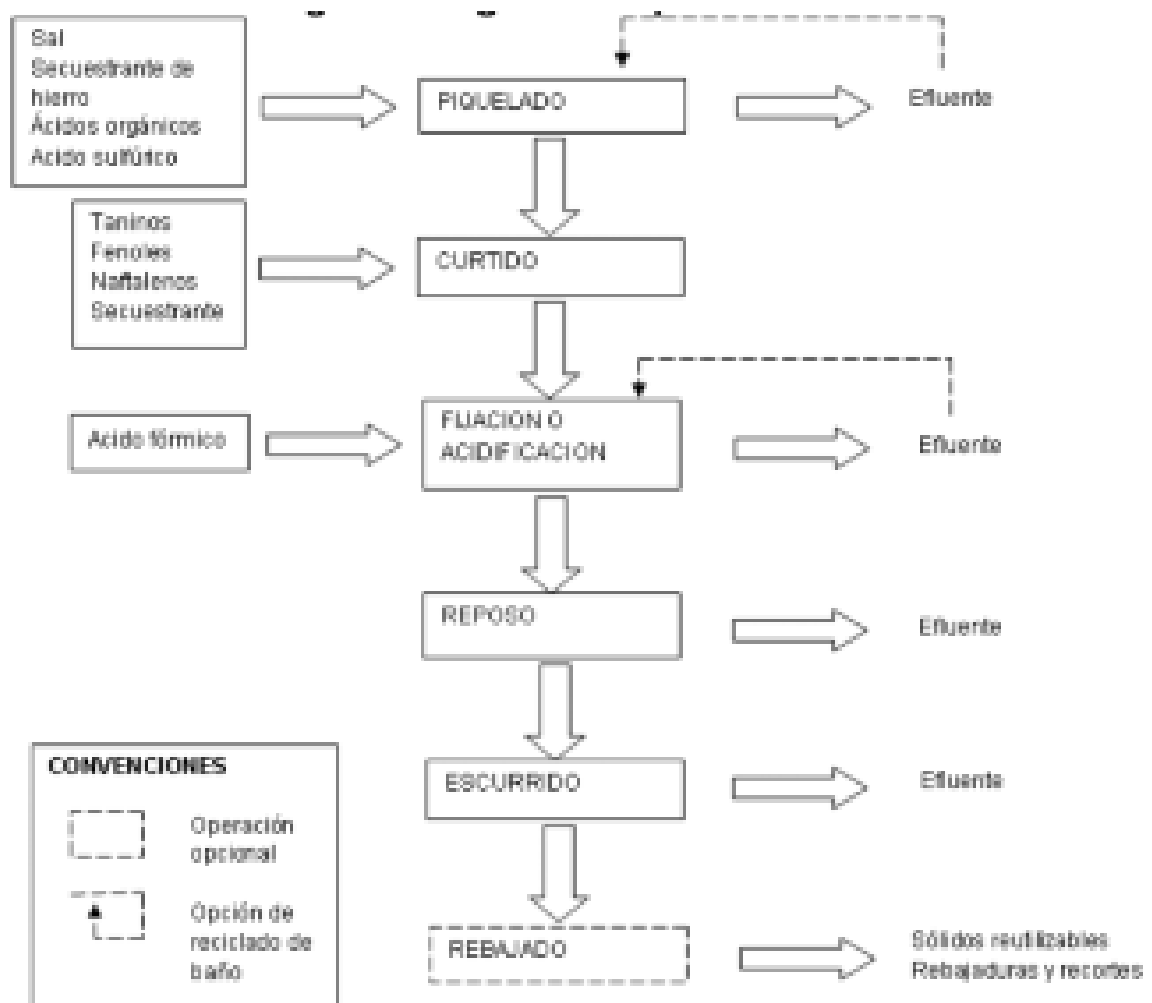 Sal
Secuestrante de
hierro
Ácidos orgánicos
Acido sulfúrico
PIQUELADO
Efluente
Taninos
Fenoles
Naftalenos
Secuestrante
CURTIDO
Acido fórmico
FIJACION O
ACIDIFICACION
Efluente
REPOSO
Efluente
ESCURRIDO
Efluente
REBAJADO
Sólidos reutilizables
Rebajaduras y recortes
CONVENCIONES
Operación
opcional
Opción de
reciclado de
baño